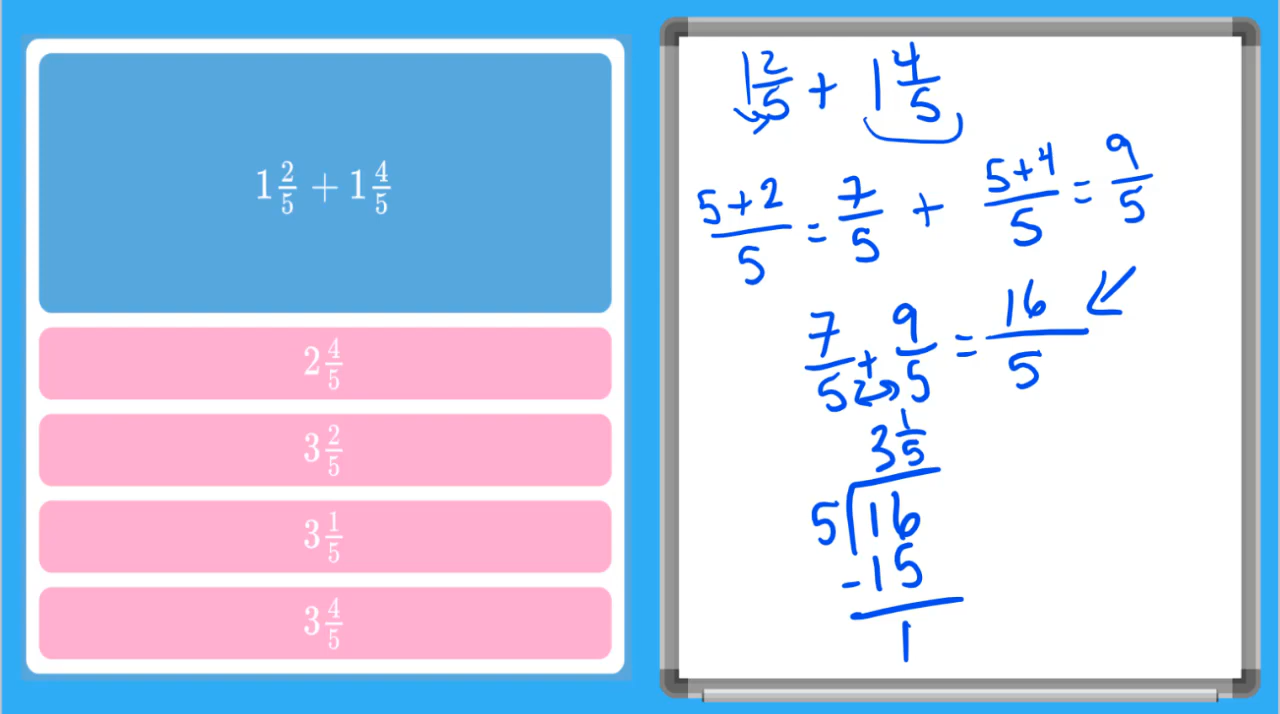 1 2/5 + 1 4/5
2 4/5
3 2/5
3 1/5
3 4/5
1 2/5 + 1 4/5
5+2/5 = 7/5 + 5+4/5 = 9/5
7/5 + 9/5 = 16/5
3 1/5
5 16
-15
1